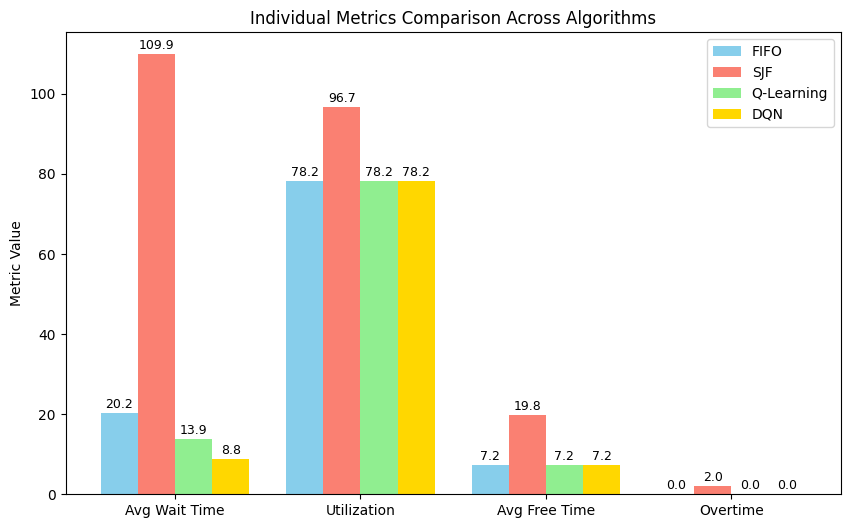 Individual Metrics Comparison Across Algorithms
FIFO
SJF
Q-Learning
DQN
Metric Value
100
80
60
40
20
0
109.9
20.2
13.9
8.8
78.2
96.7
78.2
78.2
7.2
19.8
7.2
7.2
0.0
2.0
0.0
0.0
Avg Wait Time
Utilization
Avg Free Time
Overtime